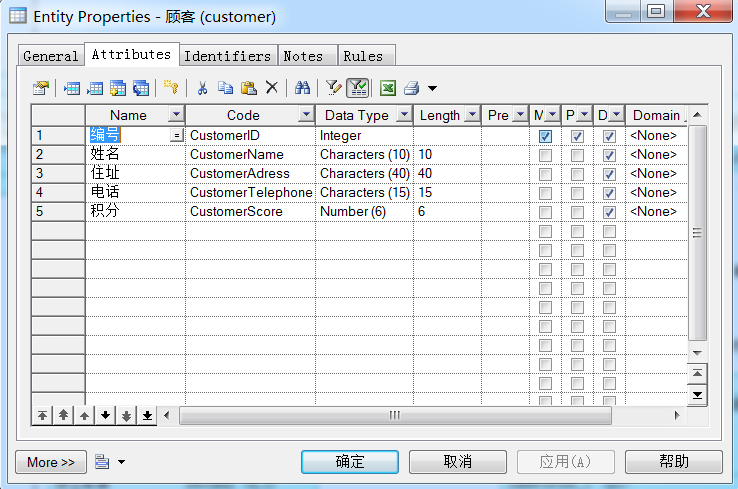 Entity Properties - 顾客 (customer)
General Attributes Identifiers Notes Rules
Name Code Data Type Length Pre M P D Domain
1 编号 = CustomerID Integer <None>
2 姓名 CustomerName Characters (10) 10 <None>
3 住址 CustomerAdress Characters (40) 40 <None>
4 电话 CustomerTelephone Characters (15) 15 <None>
5 积分 CustomerScore Number (6) 6 <None>
More >> 确定 取消 应用(A) 帮助